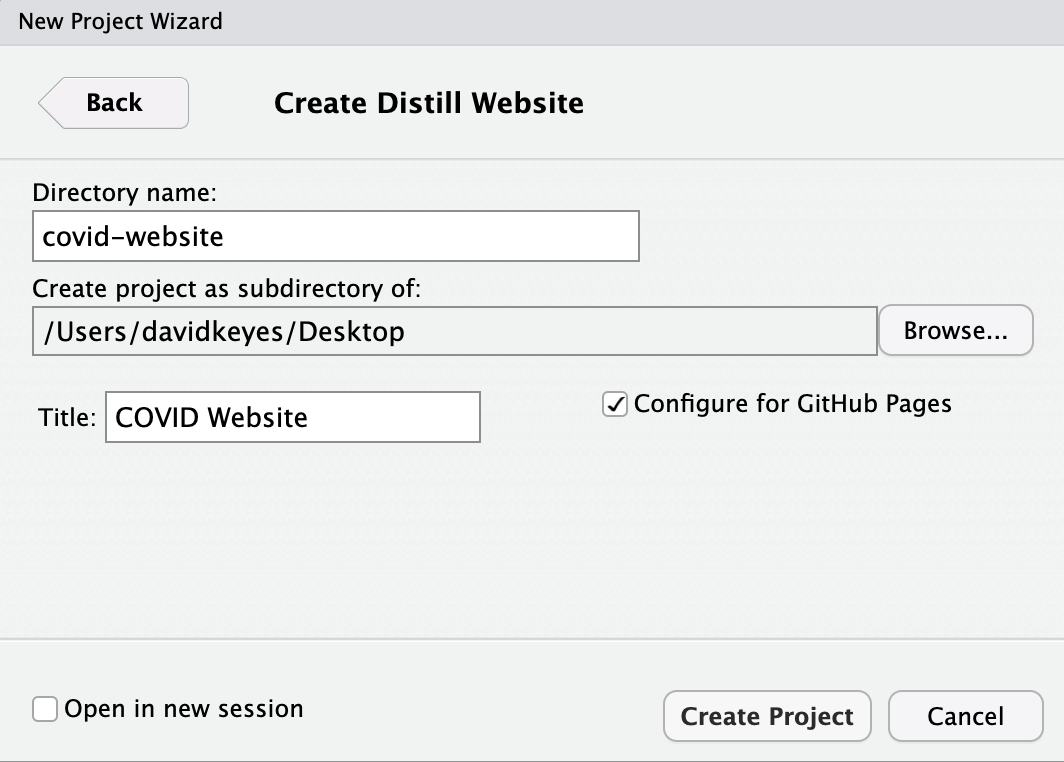 New Project Wizard
Back
Create Distill Website
Directory name:
covid-website
Create project as subdirectory of:
/Users/davidkeyes/Desktop
Browse...
Title:
COVID Website
Configure for GitHub Pages
Open in new session
Create Project
Cancel